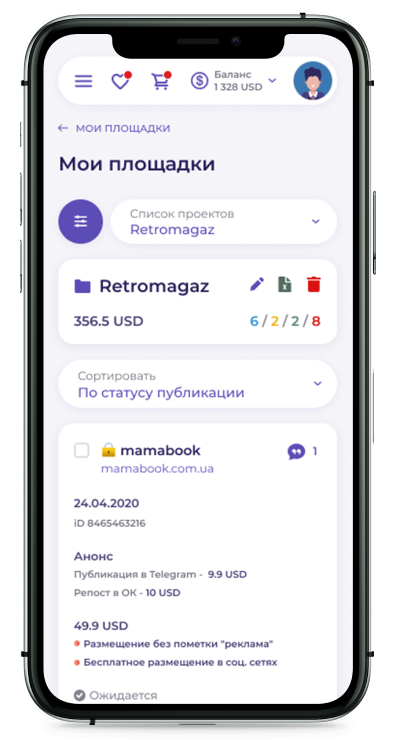 Баланс
1 328 USD
← МОИ ПЛОЩАДКИ
Мои площадки
Список проектов
Retromagaz
Retromagaz
356.5 USD
6 / 2 / 2 / 8
Сортировать
По статусу публикации
mamabook
1
mamabook.com.ua
24.04.2020
iD 8465463216
Анонс
Публикация в Telegram - 9.9 USD
Репост в ОК - 10 USD
49.9 USD
Размещение без пометки "реклама"
Бесплатное размещение в соц. сетях
Ожидается